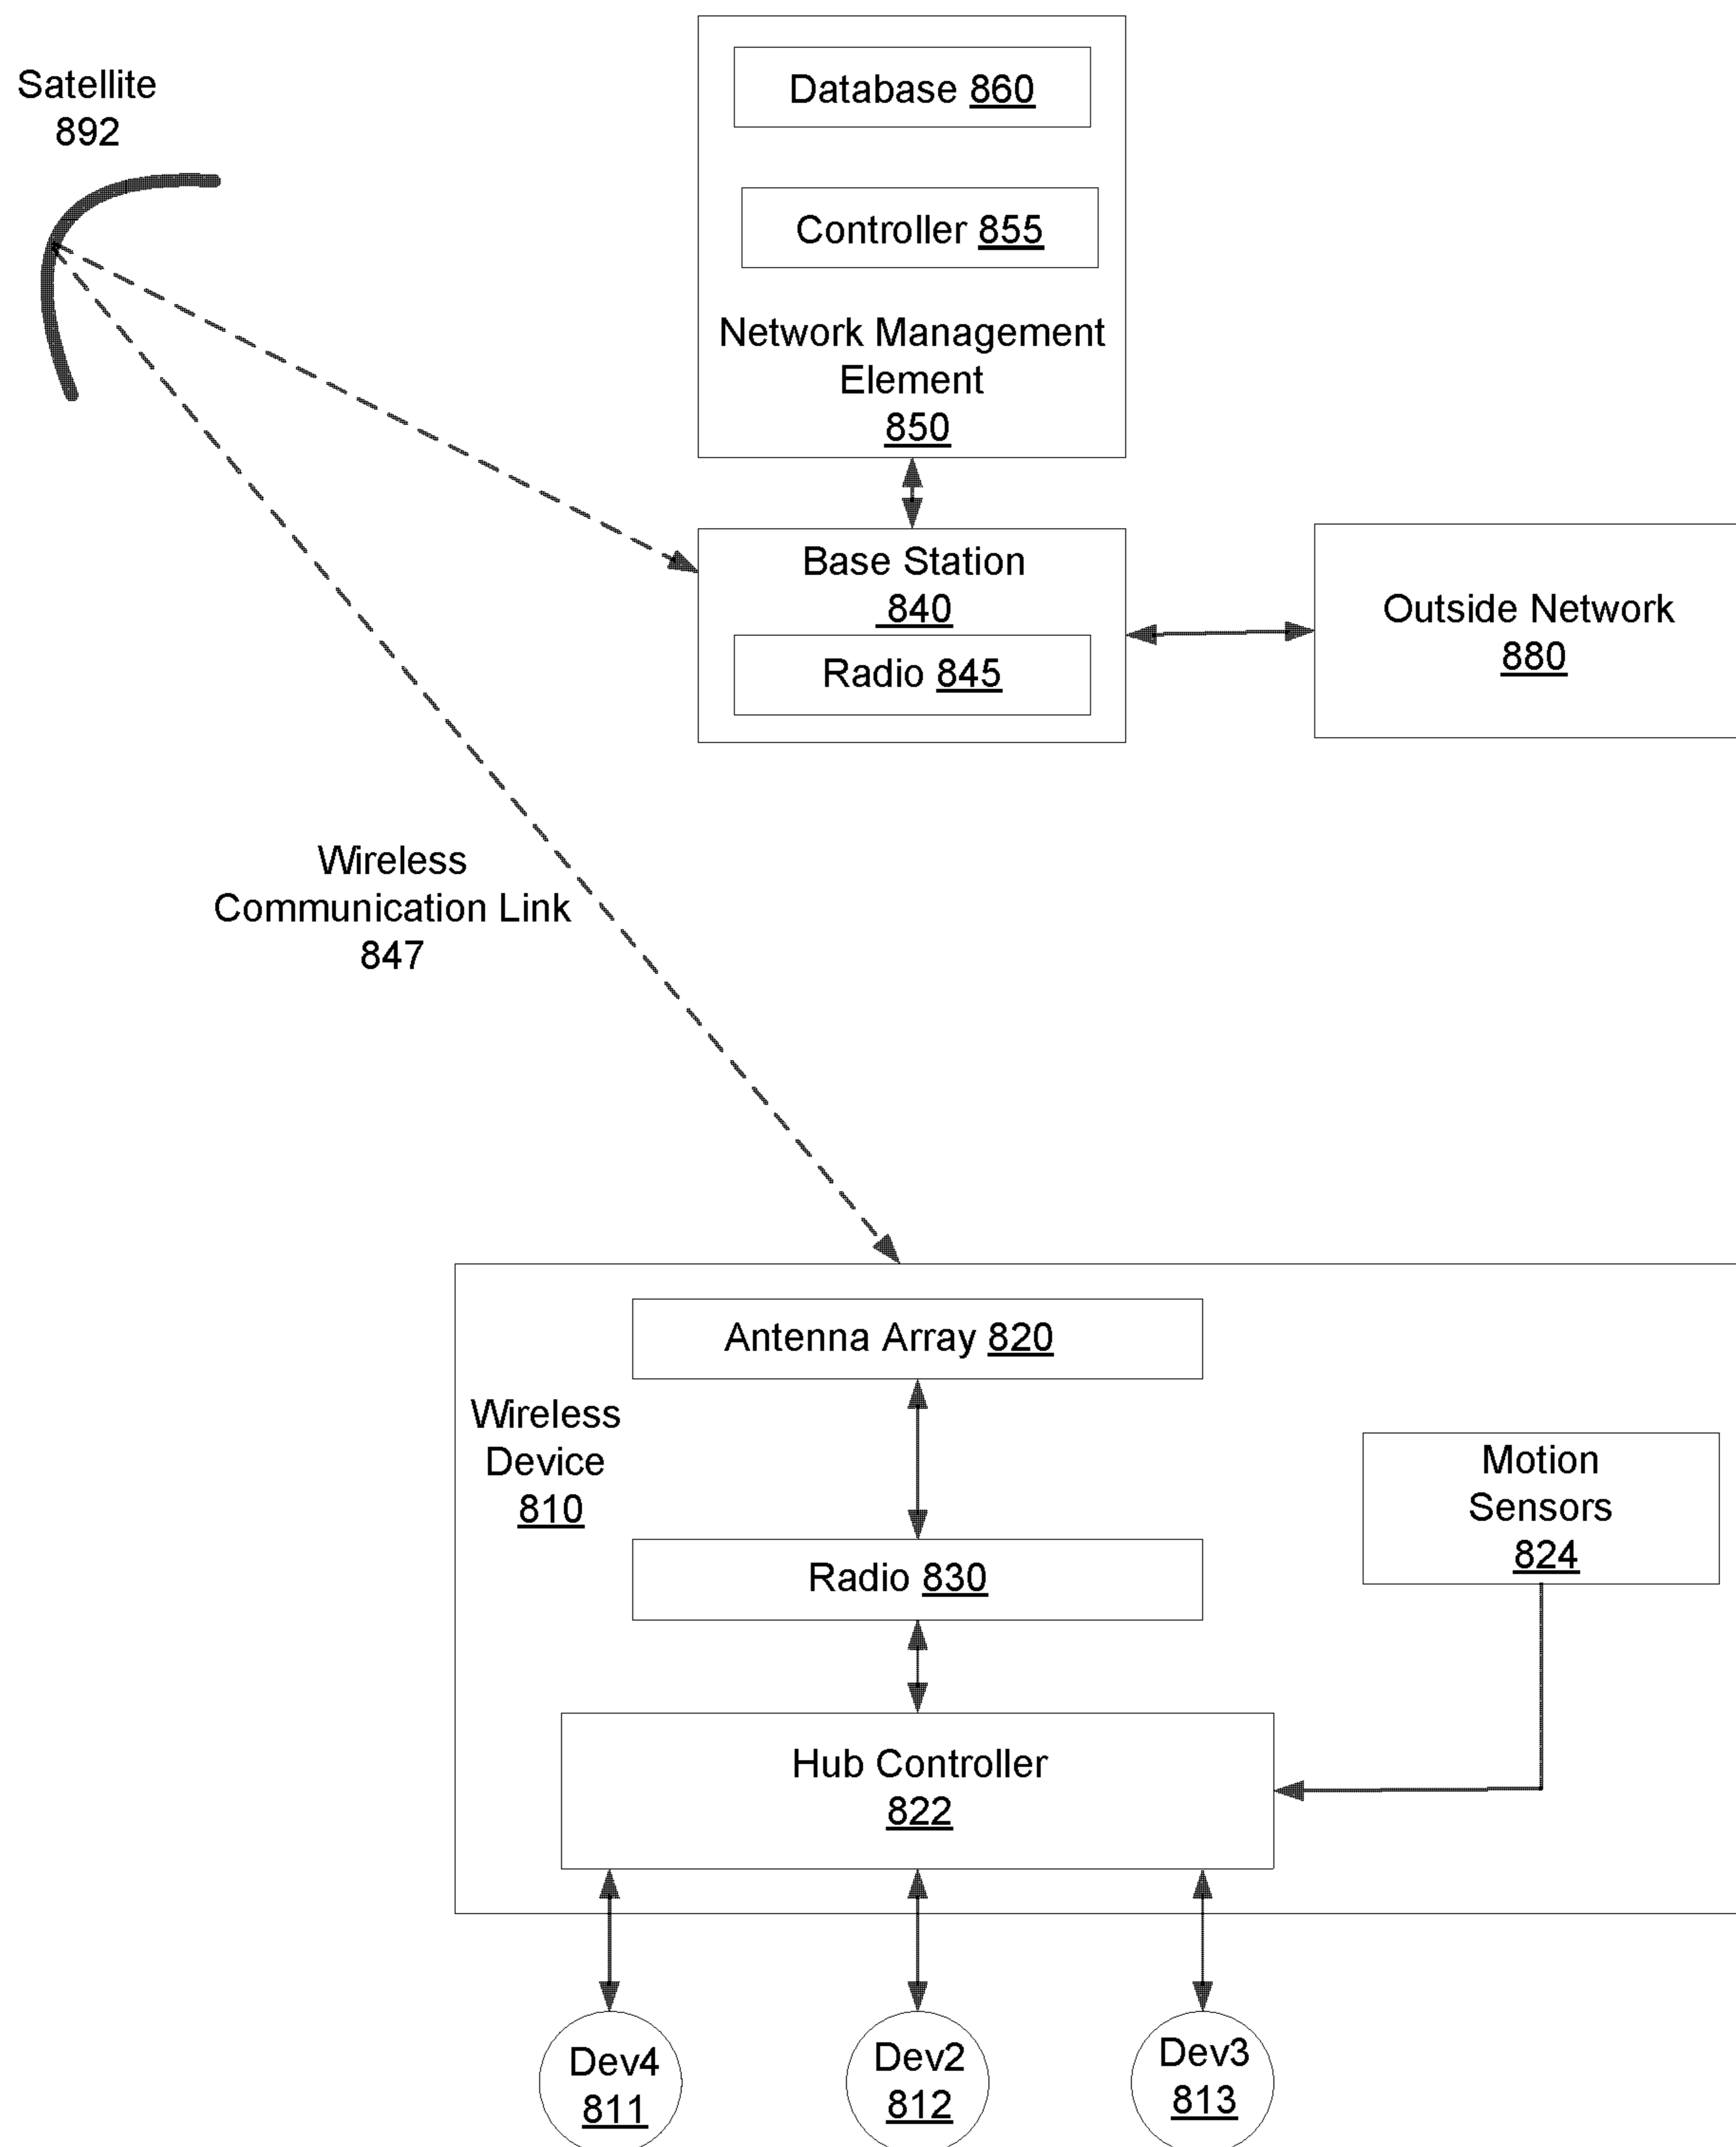 Satellite
892
Database 860
Controller 855
Network Management
Element
850
Base Station
840
Radio 845
Outside Network
880
Wireless
Communication Link
847
Antenna Array 820
Wireless
Device
810
Motion
Sensors
824
Radio 830
Hub Controller
822
Dev4
811
Dev2
812
Dev3
813